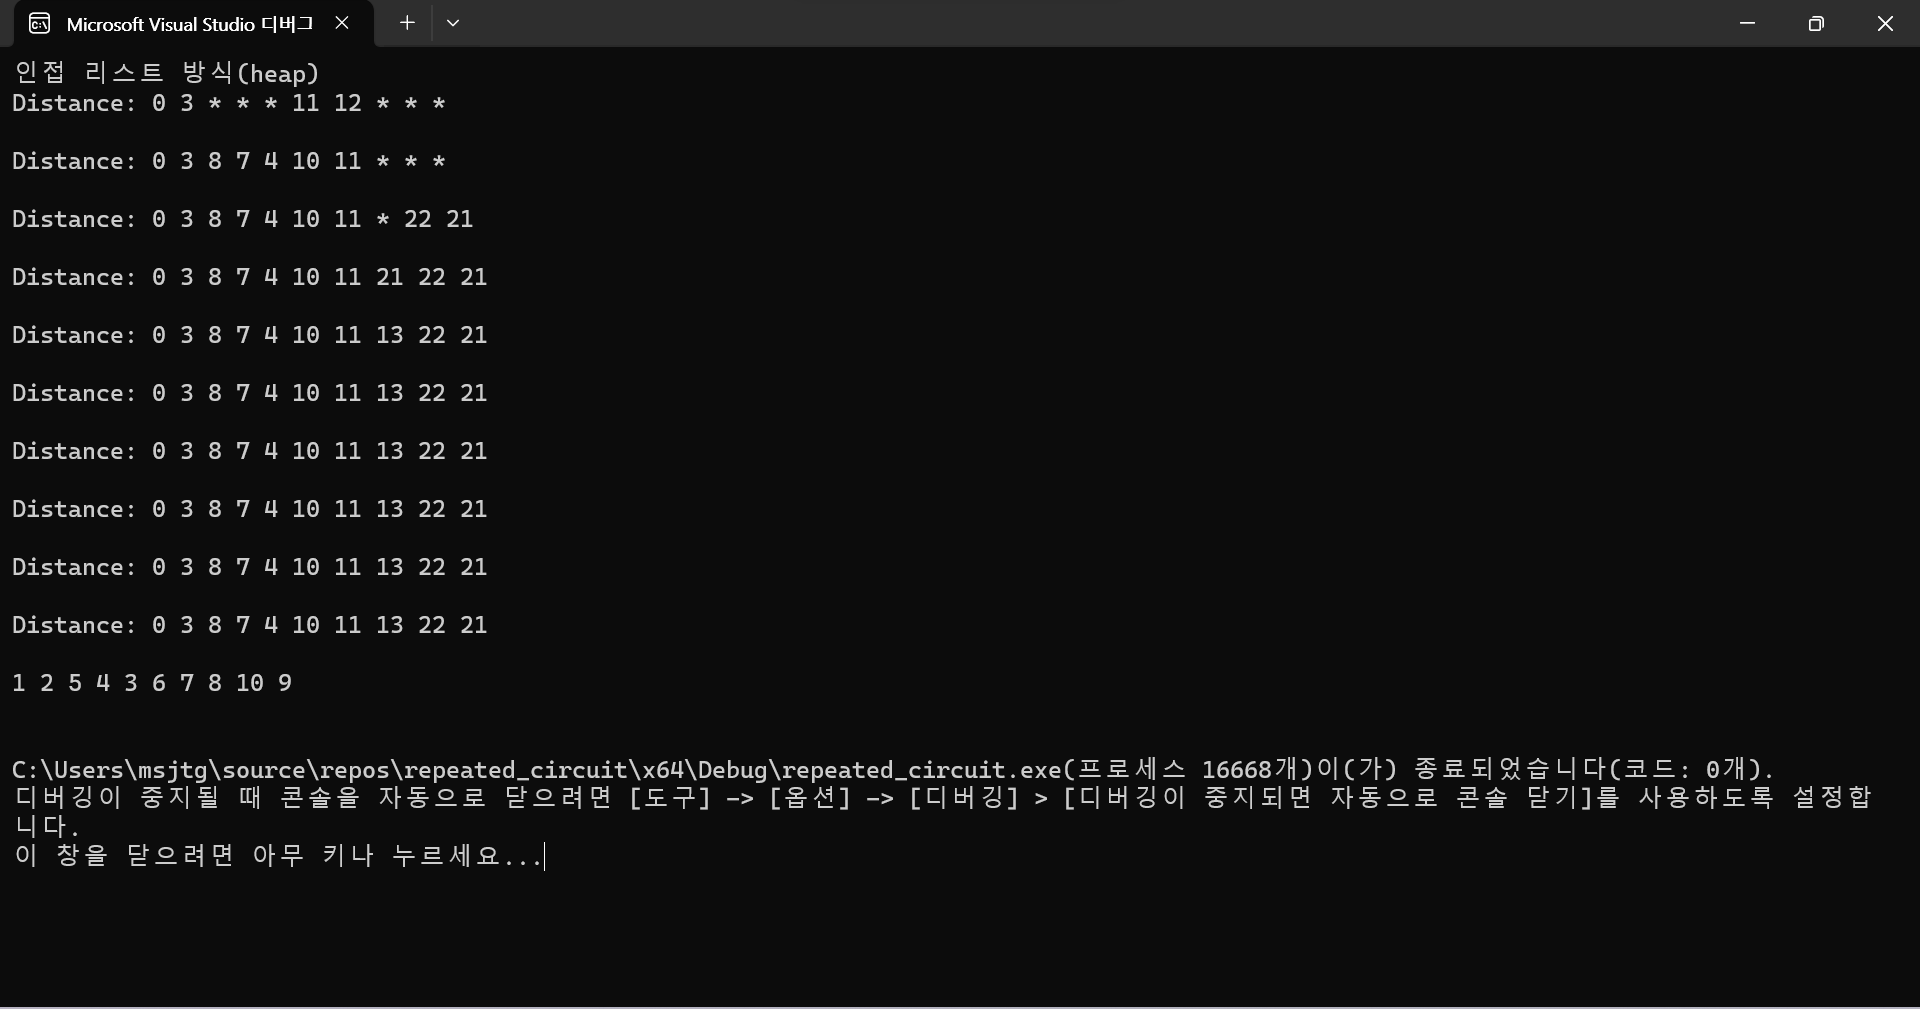 Microsoft Visual Studio 디버그
인접 리스트 방식(heap)
Distance: 0 3 * * * 11 12 * * *
Distance: 0 3 8 7 4 10 11 * * *
Distance: 0 3 8 7 4 10 11 * 22 21
Distance: 0 3 8 7 4 10 11 21 22 21
Distance: 0 3 8 7 4 10 11 13 22 21
Distance: 0 3 8 7 4 10 11 13 22 21
Distance: 0 3 8 7 4 10 11 13 22 21
Distance: 0 3 8 7 4 10 11 13 22 21
Distance: 0 3 8 7 4 10 11 13 22 21
Distance: 0 3 8 7 4 10 11 13 22 21
1 2 5 4 3 6 7 8 10 9
C:\Users\msjtg\source\repos\repeated_circuit\x64\Debug\repeated_circuit.exe(프로세스 16668개)이(가) 종료되었습니다(코드: 0개).
디버깅이 중지될 때 콘솔을 자동으로 닫으려면 [도구] -> [옵션] -> [디버깅] > [디버깅이 중지되면 자동으로 콘솔 닫기]를 사용하도록 설정합
니다.
이 창을 닫으려면 아무 키나 누르세요...